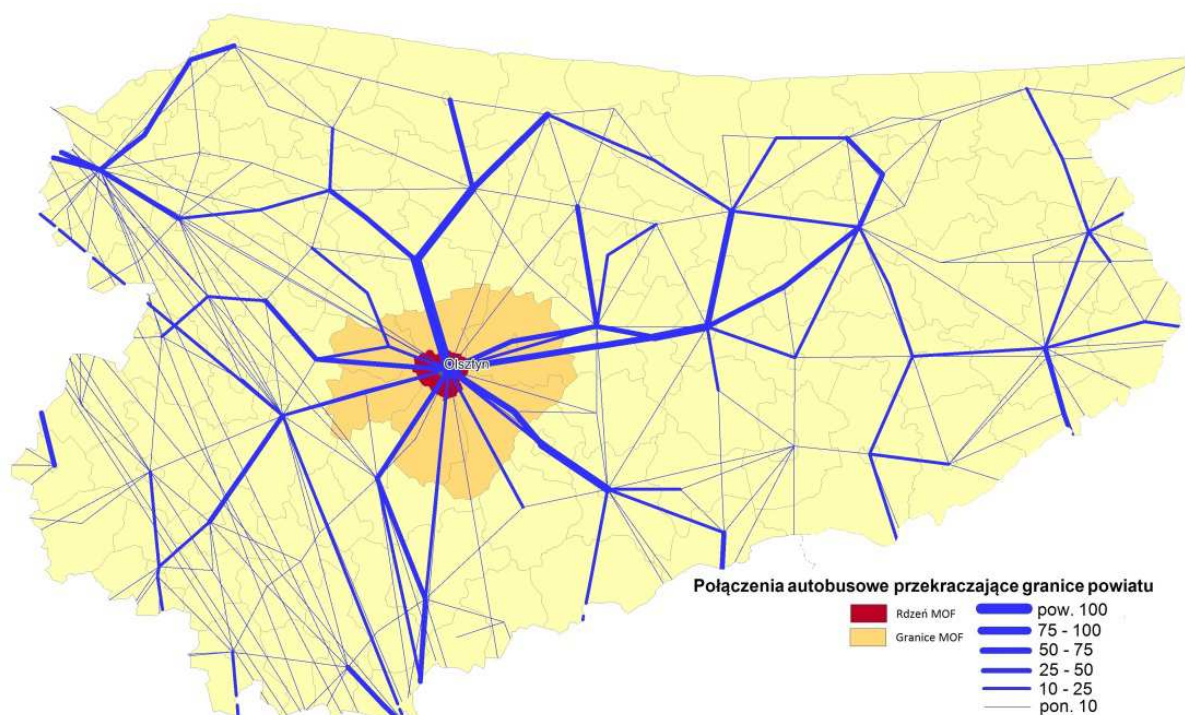 Olsztyn
Połączenia autobusowe przekraczające granice powiatu
Rdzeń MOF
Granice MOF
pow. 100
75 - 100
50 - 75
25 - 50
10 - 25
pon. 10